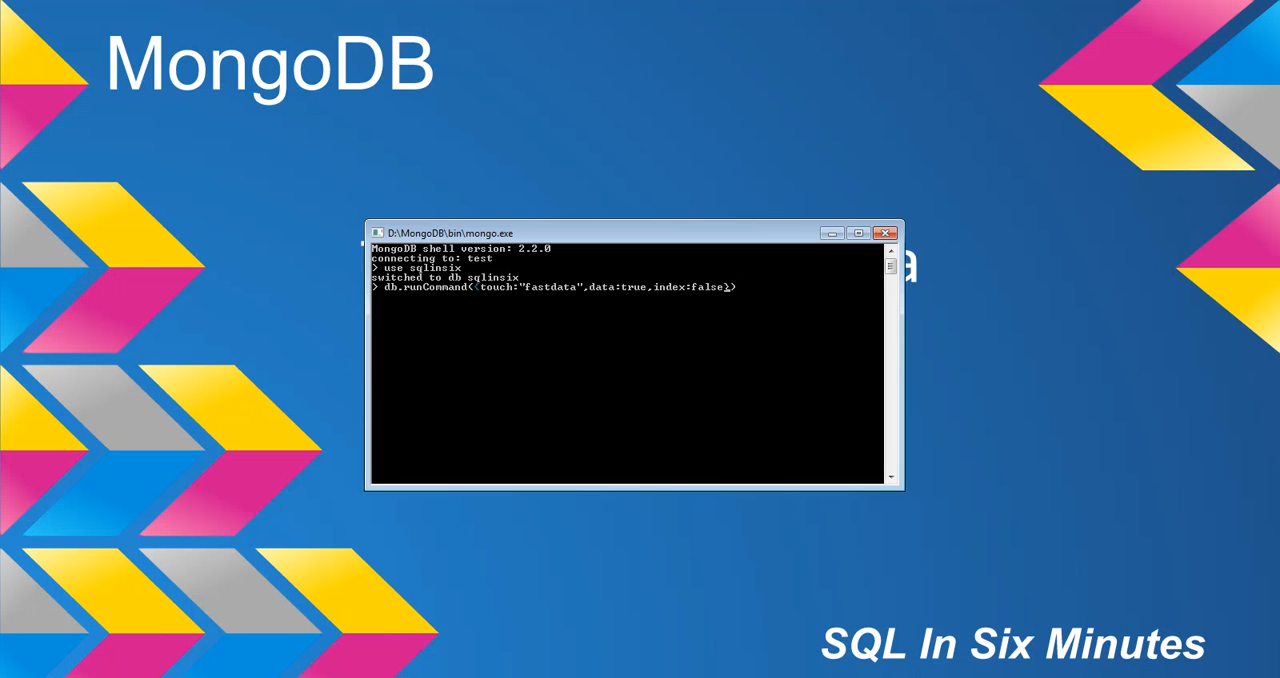 MongoDB
D:\MongoDB\bin\mongo.exe
MongoDB shell version: 2.2.0
connecting to: test
> use sqlinsix
switched to db sqlinsix
> db.runCommand({touch:"fastdata",data:true,index:false})
a
SQL In Six Minutes